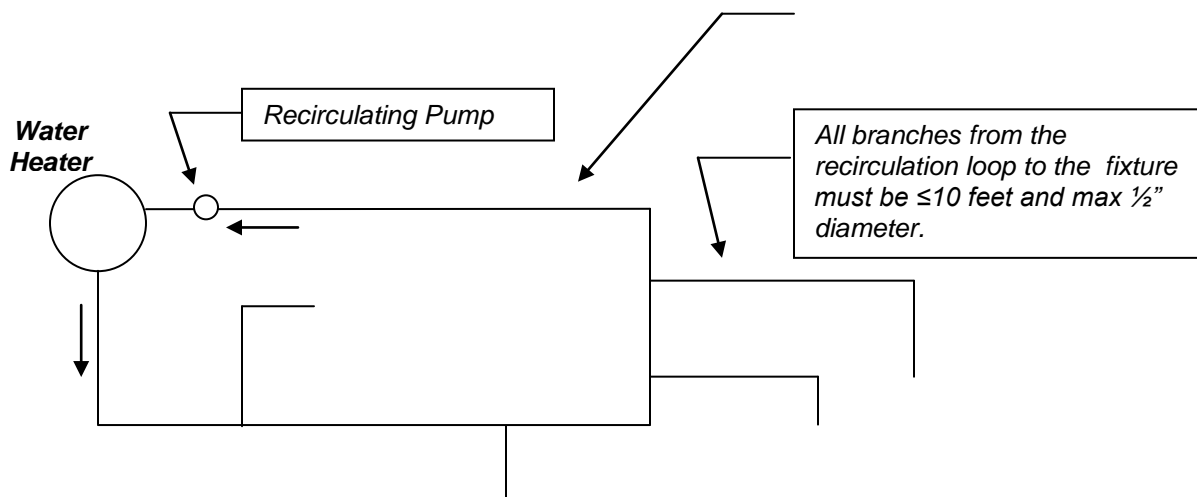 Recirculating Pump
Water
Heater
All branches from the
recirculation loop to the fixture
must be ≤10 feet and max ½”
diameter.